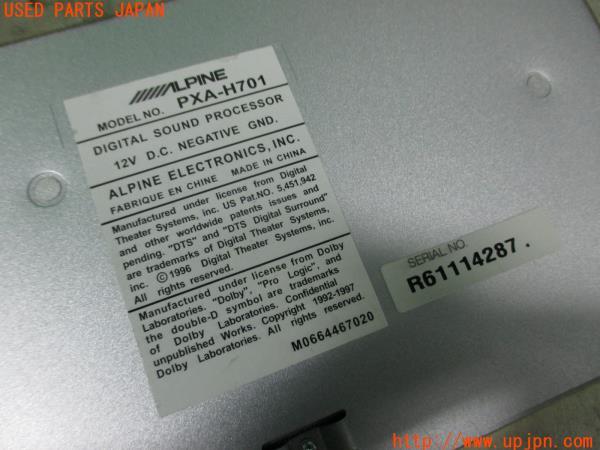 USED PARTS JAPAN
ALPINE
MODEL NO. PXA-H701
DIGITAL SOUND PROCESSOR
12V D.C. NEGATIVE GND.
ALPINE ELECTRONICS, INC.
FABRIQUE EN CHINE MADE IN CHINA
Manufactured under license from Digital
Theater Systems, inc. US Pat.NO. 5,451,942
and other worldwide patents issues and
pending. "DTS" and "DTS Digital Surround"
are trademarks of Digital Theater Systems,
inc. ©1996 Digital Theater Systems, inc.
All rights reserved.
Manufactured under license from Dolby
Laboratories. "Dolby", "Pro Logic", and
the double-D symbol are trademarks
of Dolby Laboratories. Confidential
unpublished Works. Copyright 1992-1997
Dolby Laboratories. All rights reserved.
M0664467020
SERIAL NO.
R61114287.
http://www.upjpn.com/